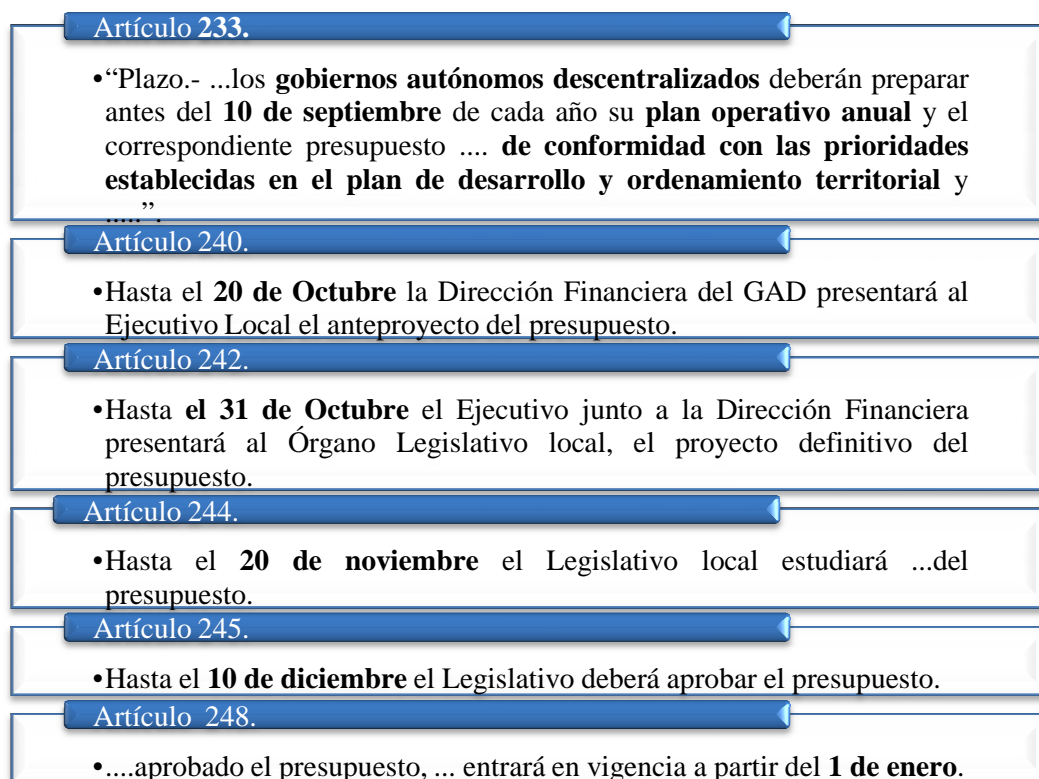 Artículo 233.
•“Plazo.- ...los gobiernos autónomos descentralizados deberán preparar
antes del 10 de septiembre de cada año su plan operativo anual y el
correspondiente presupuesto .... de conformidad con las prioridades
establecidas en el plan de desarrollo y ordenamiento territorial y
.....”.
Artículo 240.
•Hasta el 20 de Octubre la Dirección Financiera del GAD presentará al
Ejecutivo Local el anteproyecto del presupuesto.
Artículo 242.
•Hasta el 31 de Octubre el Ejecutivo junto a la Dirección Financiera
presentará al Órgano Legislativo local, el proyecto definitivo del
presupuesto.
Artículo 244.
•Hasta el 20 de noviembre el Legislativo local estudiará ...del
presupuesto.
Artículo 245.
•Hasta el 10 de diciembre el Legislativo deberá aprobar el presupuesto.
Artículo 248.
•....aprobado el presupuesto, ... entrará en vigencia a partir del 1 de enero.